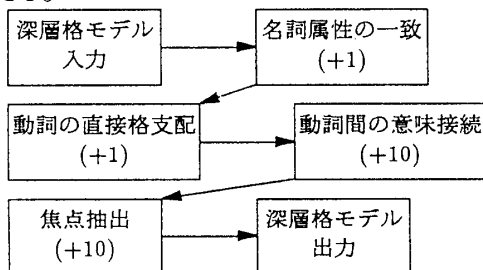 深層格モデル
入力
名詞属性の一致
(+1)
動詞の直接格支配
(+1)
動詞間の意味接続
(+10)
焦点抽出
(+10)
深層格モデル
出力